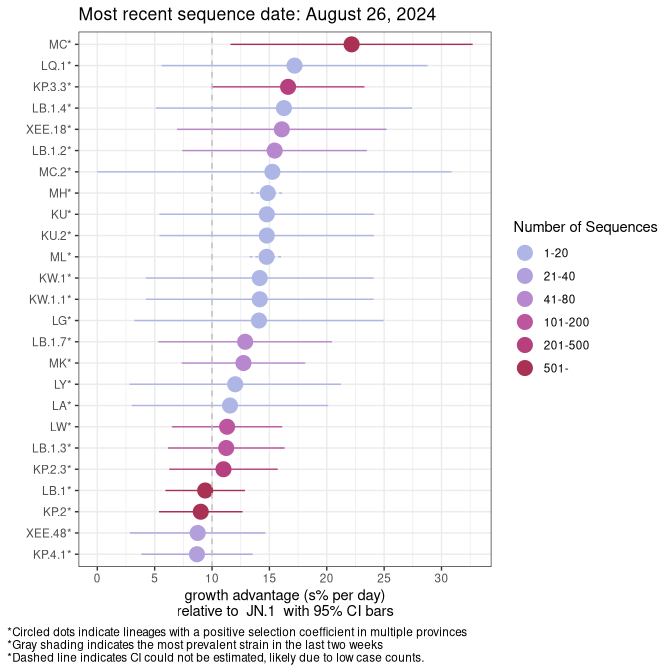 Most recent sequence date: August 26, 2024
MC*
LQ.1*
KP.3.3*
LB.1.4*
XEE.18*
LB.1.2*
MC.2*
MH*
KU*
KU.2*
ML*
KW.1*
KW.1.1*
LG*
LB.1.7*
MK*
LY*
LA*
LW*
LB.1.3*
KP.2.3*
LB.1*
KP.2*
XEE.48*
KP.4.1*
0 5 10 15 20 25 30
growth advantage (s% per day)
relative to JN.1 with 95% CI bars
Number of Sequences
1-20
21-40
41-80
101-200
201-500
501-
*Circled dots indicate lineages with a positive selection coefficient in multiple provinces
*Gray shading indicates the most prevalent strain in the last two weeks
*Dashed line indicates CI could not be estimated, likely due to low case counts.